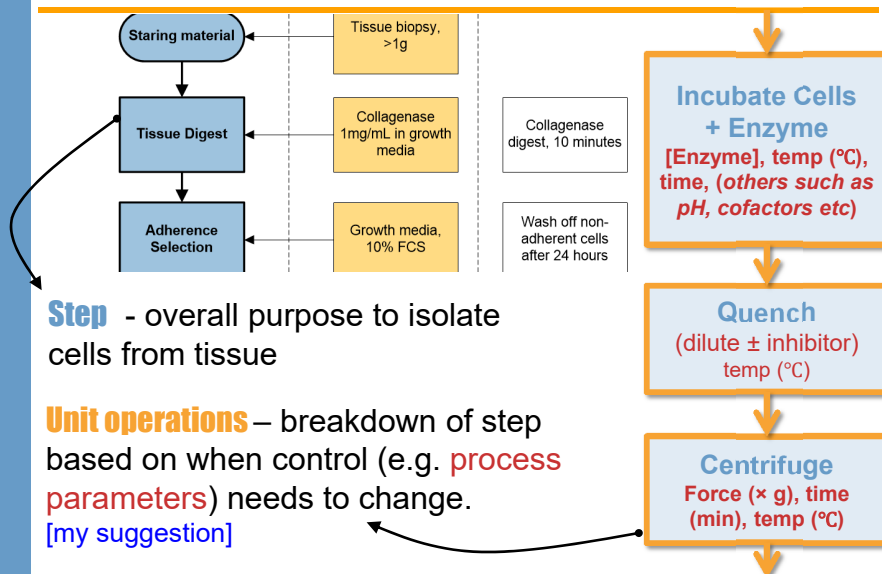 Staring material
Tissue biopsy,
>1g
Tissue Digest
Collagenase
1mg/mL in growth
media
Collagenase
digest, 10 minutes
Adherence
Selection
Growth media,
10% FCS
Wash off non-
adherent cells
after 24 hours
Step - overall purpose to isolate
cells from tissue
Unit operations – breakdown of step
based on when control (e.g. process
parameters) needs to change.
[my suggestion]
Incubate Cells
+ Enzyme
[Enzyme], temp (℃),
time, (others such as
pH, cofactors etc)
Quench
(dilute ± inhibitor)
temp (℃)
Centrifuge
Force (× g), time
(min), temp (℃)